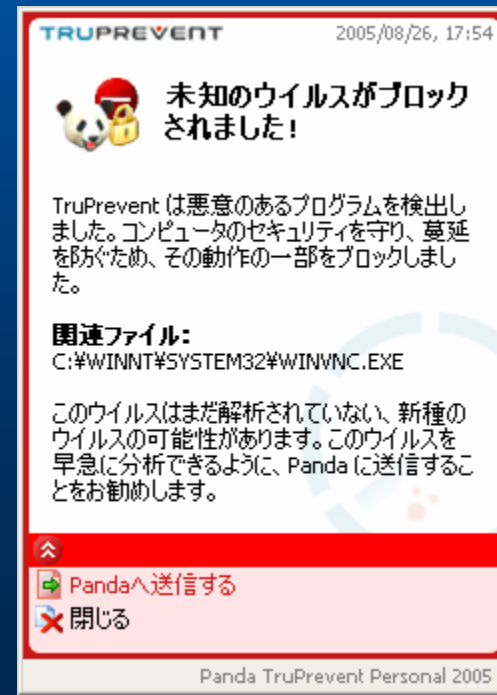 TRUPREVENT
2005/08/26, 17:54
未知のウイルスがブロック
されました!
TruPrevent は悪意のあるプログラムを検出し
ました。コンピュータのセキュリティを守り、蔓延
を防ぐため、その動作の一部をブロックしまし
た。
関連ファイル:
C:¥WINNT¥SYSTEM32¥WINVNC.EXE
このウイルスはまだ解析されていない、新種の
ウイルスの可能性があります。このウイルスを
早急に分析できるように、Panda に送信するこ
とをお勧めします。
Pandaへ送信する
閉じる
Panda TruPrevent Personal 2005